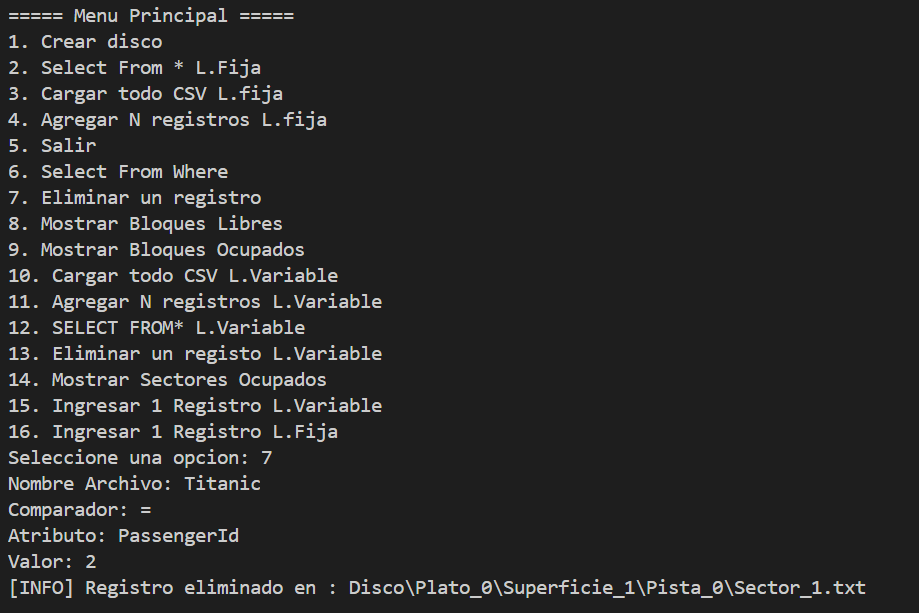 ===== Menu Principal =====
1. Crear disco
2. Select From * L.Fija
3. Cargar todo CSV L.fija
4. Agregar N registros L.fija
5. Salir
6. Select From Where
7. Eliminar un registro
8. Mostrar Bloques Libres
9. Mostrar Bloques Ocupados
10. Cargar todo CSV L.Variable
11. Agregar N registros L.Variable
12. SELECT FROM* L.Variable
13. Eliminar un registo L.Variable
14. Mostrar Sectores Ocupados
15. Ingresar 1 Registro L.Variable
16. Ingresar 1 Registro L.Fija
Seleccione una opcion: 7
Nombre Archivo: Titanic
Comparador: =
Atributo: PassengerId
Valor: 2
[INFO] Registro eliminado en : Disco\Plato_0\Superficie_1\Pista_0\Sector_1.txt